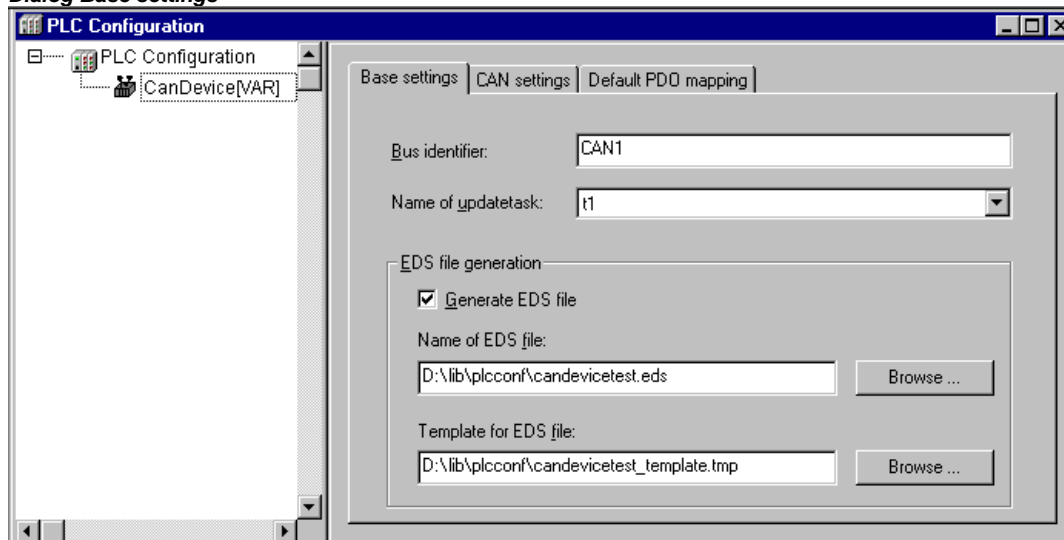 Dialog Base settings
PLC Configuration
PLC Configuration
CanDevice[VAR]
Base settings
CAN settings
Default PDO mapping
Bus identifier:
CAN1
Name of updatetask:
t1
EDS file generation
Generate EDS file
Name of EDS file:
D:\lib\plcconf\candevicetest.eds
Browse ...
Template for EDS file:
D:\lib\plcconf\candevicetest_template.tmp
Browse ...